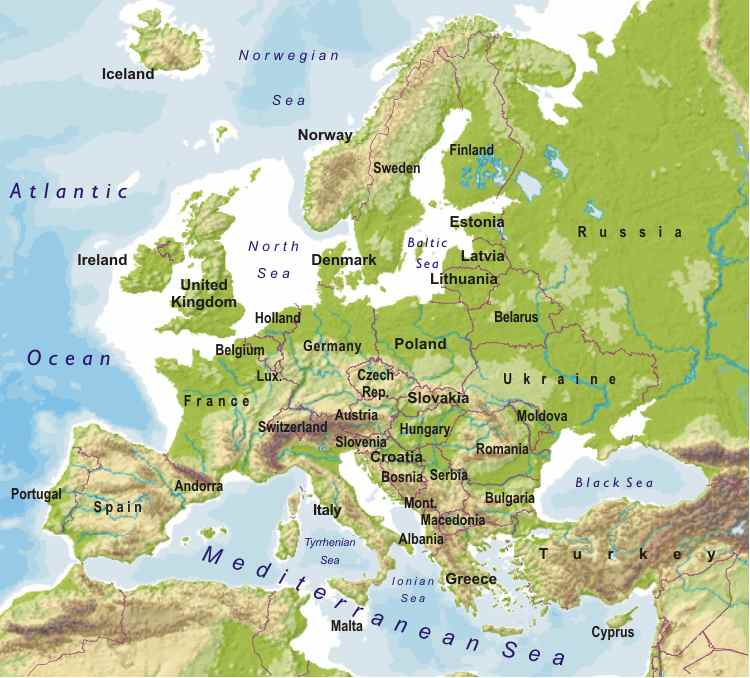 Iceland
Norwegian
Sea
Norway
Sweden
Finland
Atlantic
Estonia
Russia
Ireland
North
Sea
Denmark
Baltic
Sea
Latvia
Lithuania
United
Kingdom
Holland
Belarus
Ocean
Belgium
Germany
Poland
Lux.
Czech
Rep.
Ukraine
France
Slovakia
Austria
Moldova
Switzerland
Hungary
Slovenia
Romania
Croatia
Bosnia
Serbia
Black Sea
Portugal
Andorra
Spain
Italy
Mont.
Bulgaria
Macedonia
Albania
Tyrrhenian
Sea
Turkey
Mediterranean Sea
Ionian
Sea
Greece
Malta
Cyprus